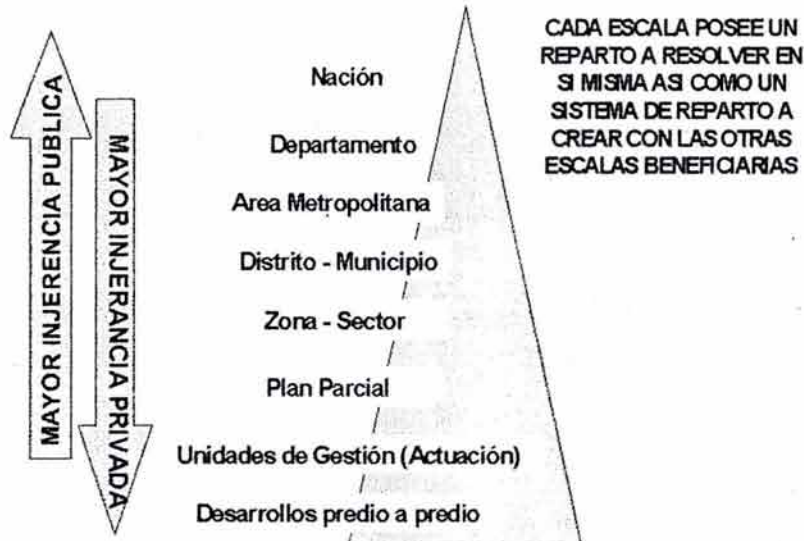 MAYOR INJERENCIA PUBLICA
MAYOR INJERANCIA PRIVADA
Nación
Departamento
Area Metropolitana
Distrito - Municipio
Zona - Sector
Plan Parcial
Unidades de Gestión (Actuación)
Desarrollos predio a predio
CADA ESCALA POSEE UN
REPARTO A RESOLVER EN
SI MISMA ASI COMO UN
SISTEMA DE REPARTO A
CREAR CON LAS OTRAS
ESCALAS BENEFICIARIAS